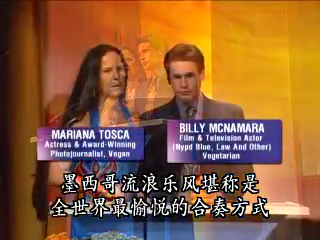 MARIANA TOSCA
Actress & Award-Winning
Photojournalist, Vegan
BILLY MCNAMARA
Film & Television Actor
(Nypd Blue, Law And Other)
Vegetarian
墨西哥流浪乐风堪称是
全世界最愉悦的合奏方式